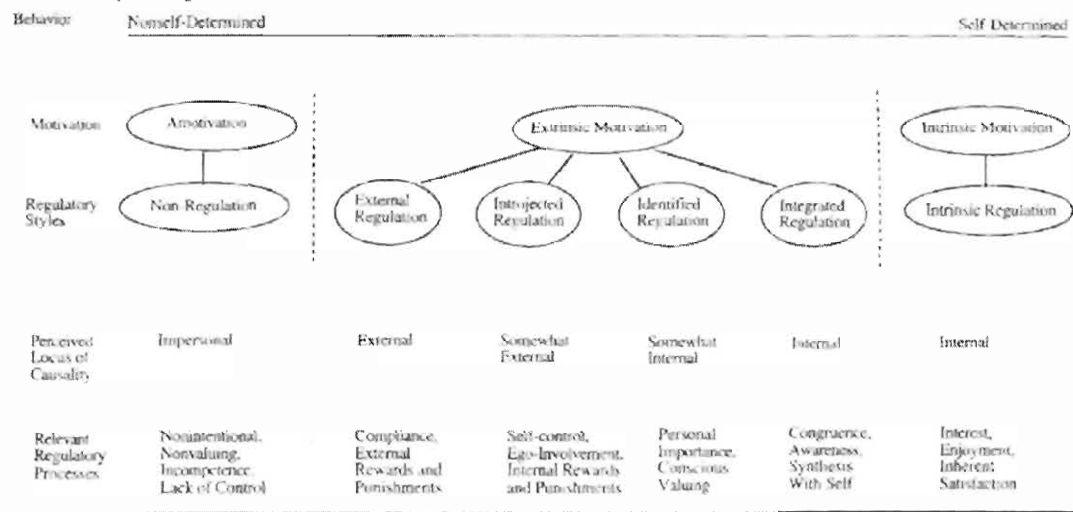 Behavior
Nonself-Determined
Self-Determined
Motivation
Amotivation
Extrinsic Motivation
Intrinsic Motivation
Regulatory
Styles
Non-Regulation
External
Regulation
Introjected
Regulation
Identified
Regulation
Integrated
Regulation
Intrinsic Regulation
Perceived
Locus of
Causality
Impersonal
External
Somewhat
External
Somewhat
Internal
Internal
Internal
Relevant
Regulatory
Processes
Nonintentional,
Nonvaluing,
Incompetence,
Lack of Control
Compliance,
External
Rewards and
Punishments
Self-control,
Ego-Involvement,
Internal Rewards
and Punishments
Personal
Importance,
Conscious
Valuing
Congruence,
Awareness,
Synthesis
With Self
Interest,
Enjoyment,
Inherent
Satisfaction